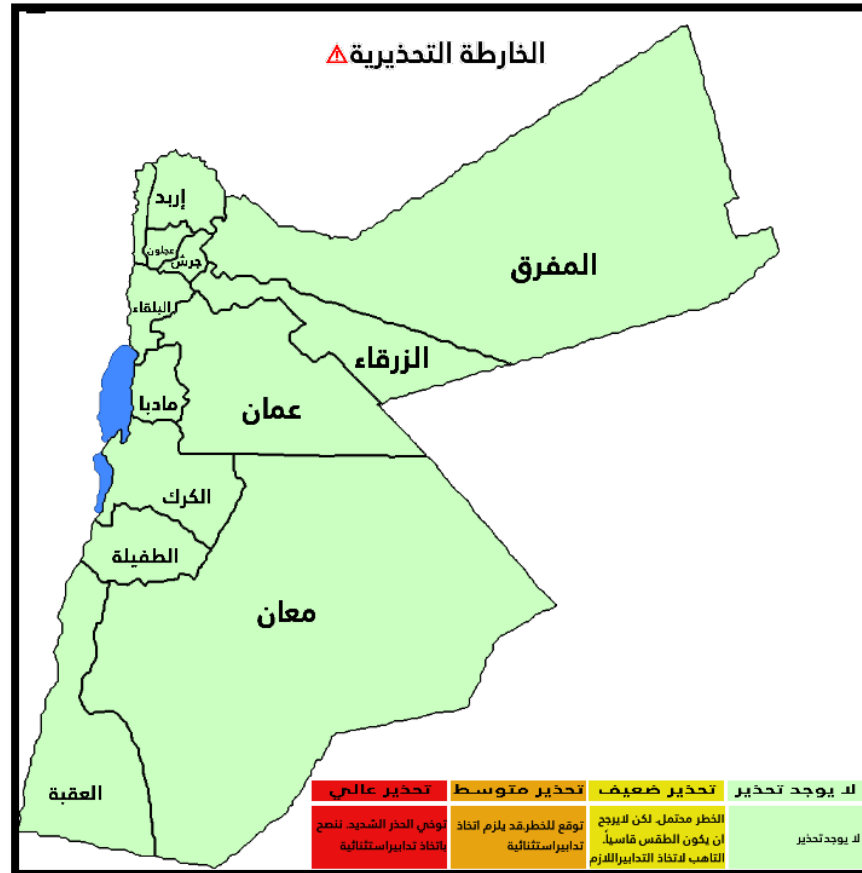 الخارطة التحذيرية
إربد
عجلون
جرش
المفرق
البلقاء
الزرقاء
مادبا
عمان
الكرك
الطفيلة
معان
العقبة
لا يوجد تحذير
تحذير ضعيف
تحذير متوسط
تحذير عالي
لا يوجدتحذير
الخطر محتمل، لكن لايرجح
ان يكون الطقس قاسياً.
التاهب لاتخاذ التدابيراللازم
توقع للخطر،قد يلزم اتخاذ
تدابيراستثنائية
توخي الحذر الشديد، ننصح
باتخاذ تدابيراستثنائية